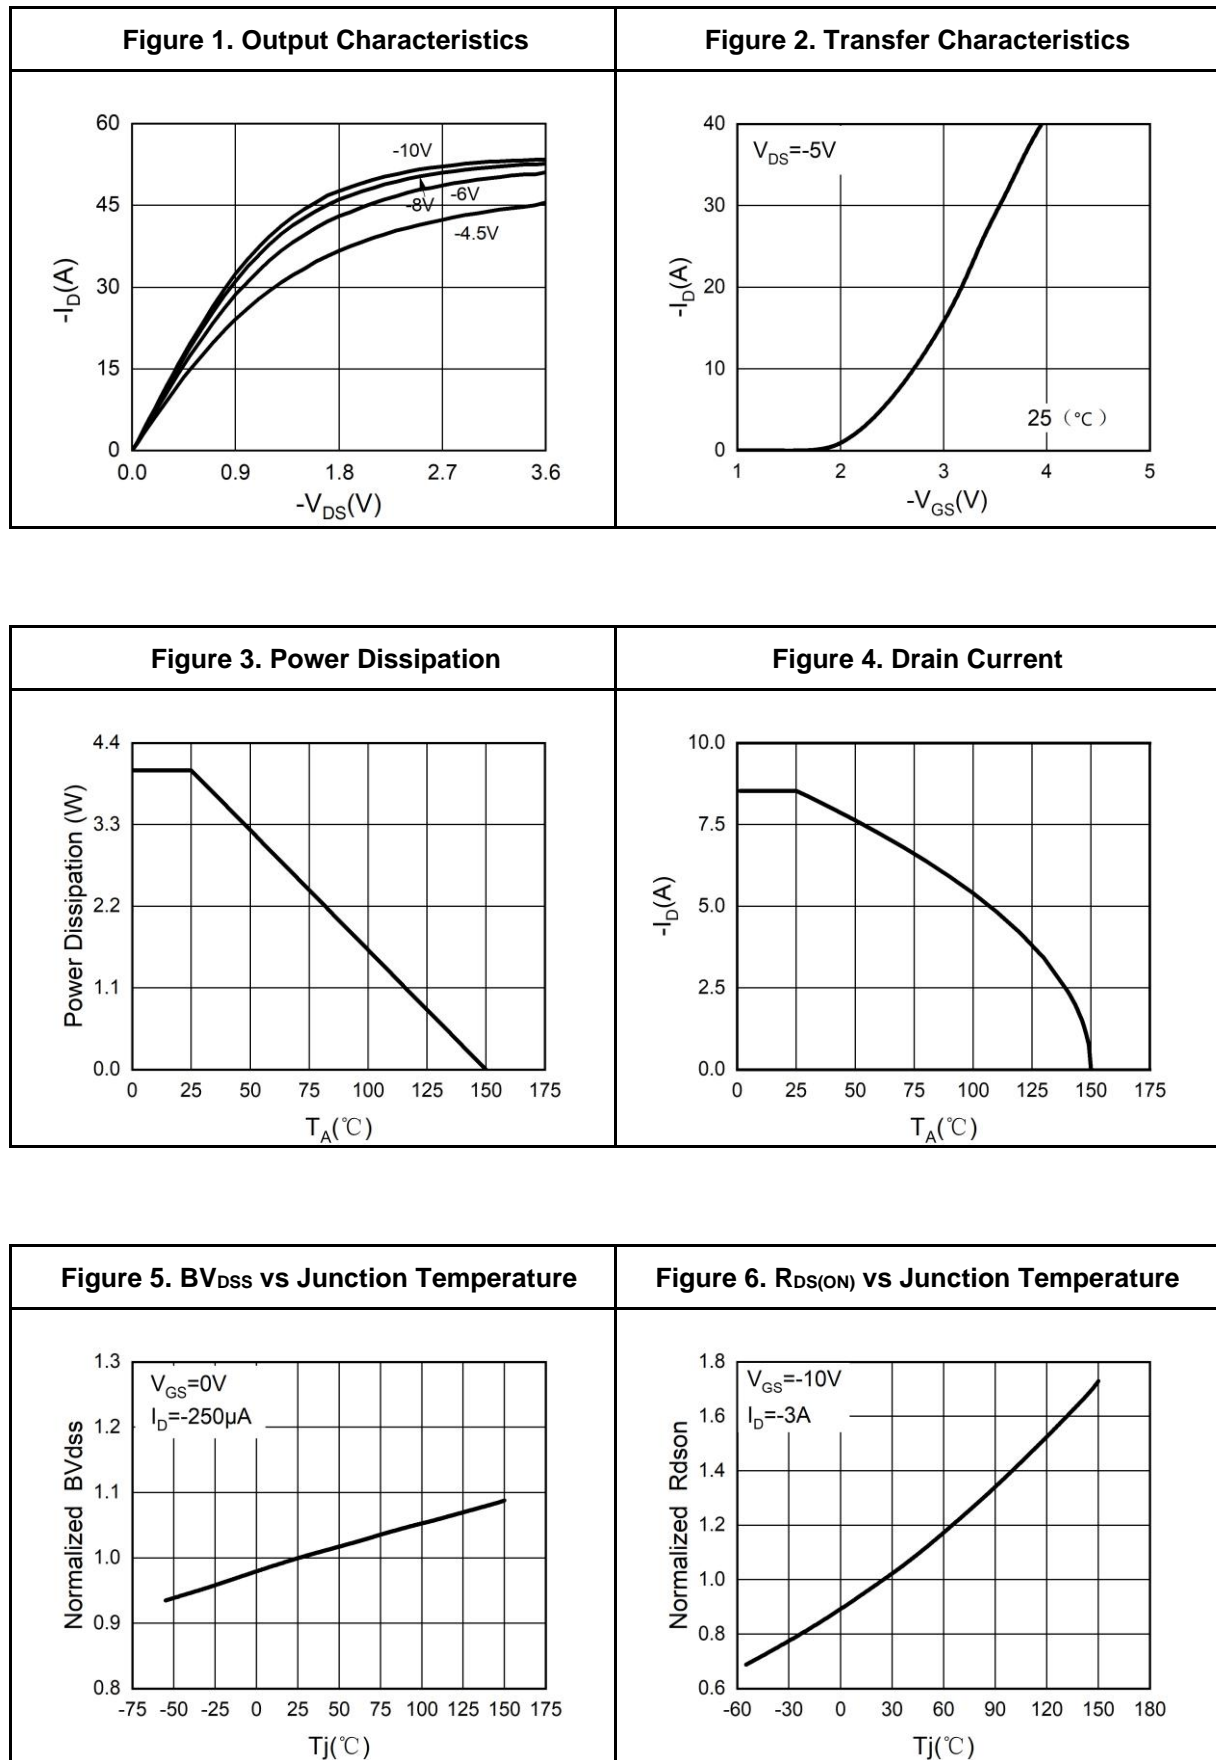 Figure 1. Output Characteristics
Figure 2. Transfer Characteristics
60
45
30
15
0
-I_D(A)
-10V
-8V
-6V
-4.5V
0.0 0.9 1.8 2.7 3.6
-V_DS(V)
40
30
20
10
0
-I_D(A)
V_DS=-5V
25（℃）
1 2 3 4 5
-V_GS(V)
Figure 3. Power Dissipation
Figure 4. Drain Current
4.4
3.3
2.2
1.1
0.0
Power Dissipation (W)
0 25 50 75 100 125 150 175
T_A(℃)
10.0
7.5
5.0
2.5
0.0
-I_D(A)
0 25 50 75 100 125 150 175
T_A(℃)
Figure 5. BV_DSS vs Junction Temperature
Figure 6. R_DS(ON) vs Junction Temperature
1.3
1.2
1.1
1.0
0.9
0.8
Normalized BVdss
V_GS=0V
I_D=-250µA
-75 -50 -25 0 25 50 75 100 125 150 175
Tj(℃)
1.8
1.6
1.4
1.2
1.0
0.8
0.6
Normalized Rdson
V_GS=-10V
I_D=-3A
-60 -30 0 30 60 90 120 150 180
Tj(℃)